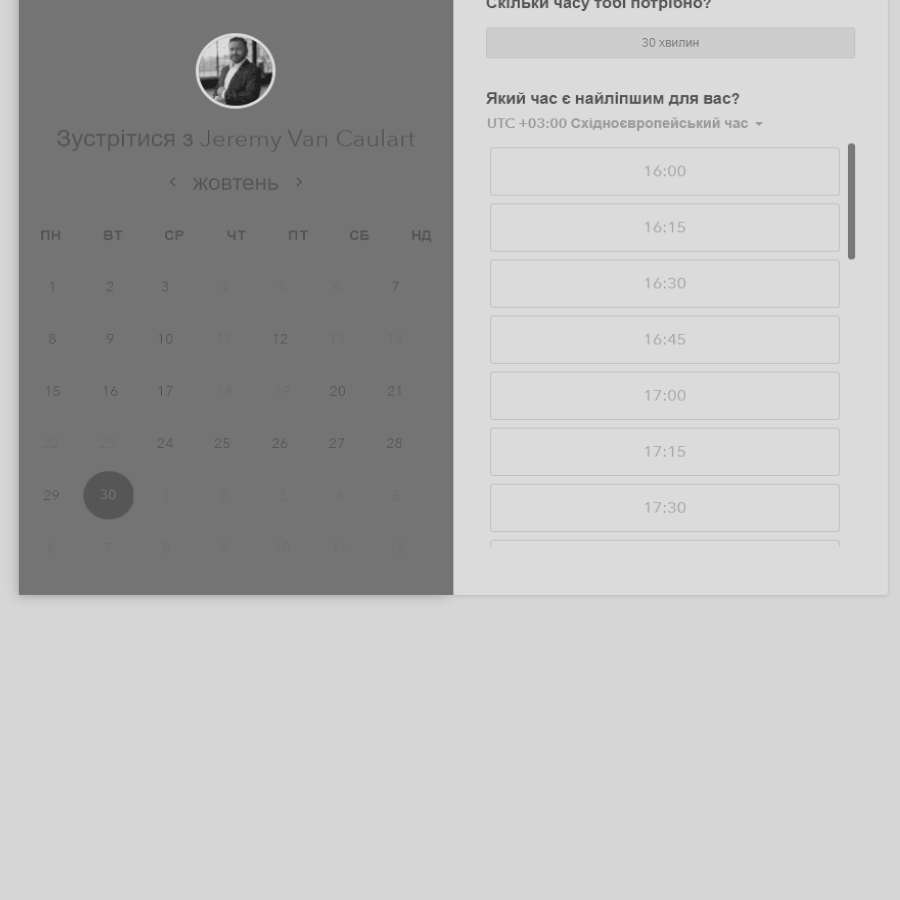 Скільки часу тобі потрібно?
30 хвилин
Який час є найліпшим для вас?
UTC +03:00 Східноєвропейський час
16:00
16:15
16:30
16:45
17:00
17:15
17:30
Зустрітися з Jeremy Van Caulart
жовтень
ПН ВТ СР ЧТ ПТ СБ НД
1 2 3 4 5 6 7
8 9 10 11 12 13 14
15 16 17 18 19 20 21
22 23 24 25 26 27 28
29 30 1 2 3 4 5
6 7 8 9 10 11 12